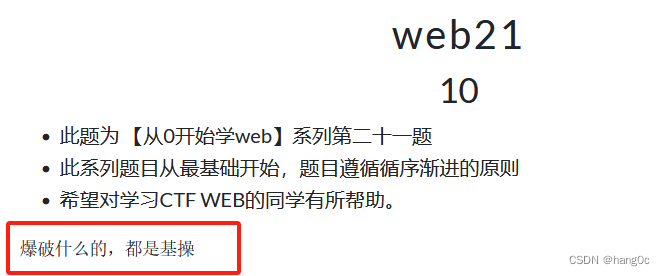 web21
10
此题为 【从0开始学web】系列第二十一题
此系列题目从最基础开始，题目遵循循序渐进的原则
希望对学习CTF WEB的同学有所帮助。
爆破什么的，都是基操
CSDN @hang0c